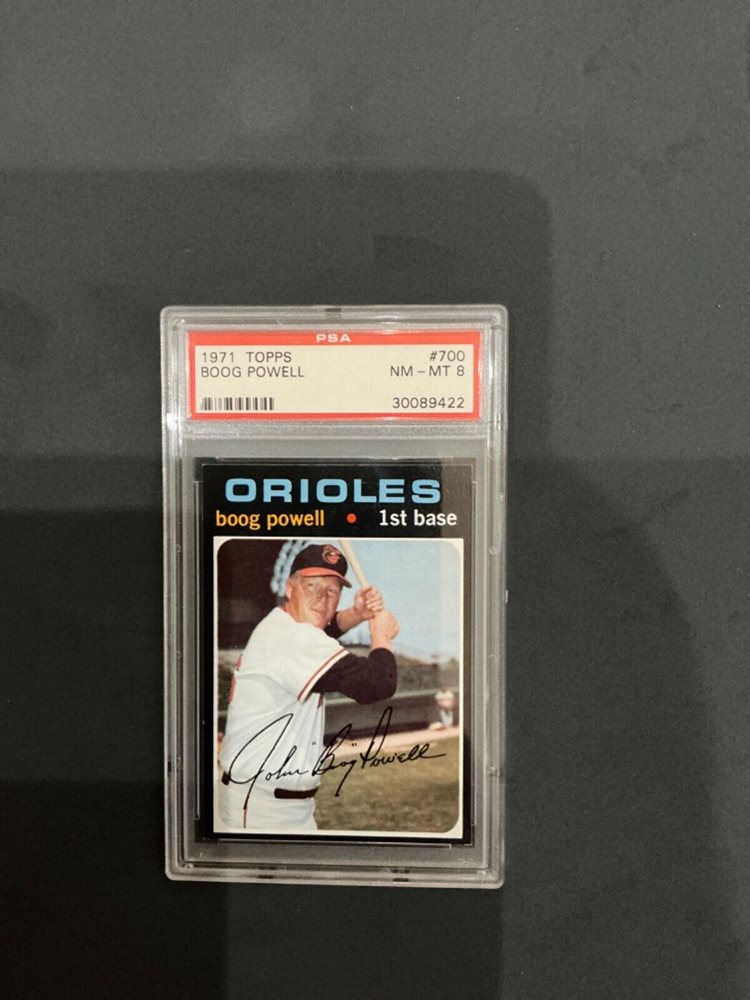 PSA
1971 TOPPS #700
BOOG POWELL NM - MT 8
30089422
ORIOLES
boog powell • 1st base
John "Boog" Powell